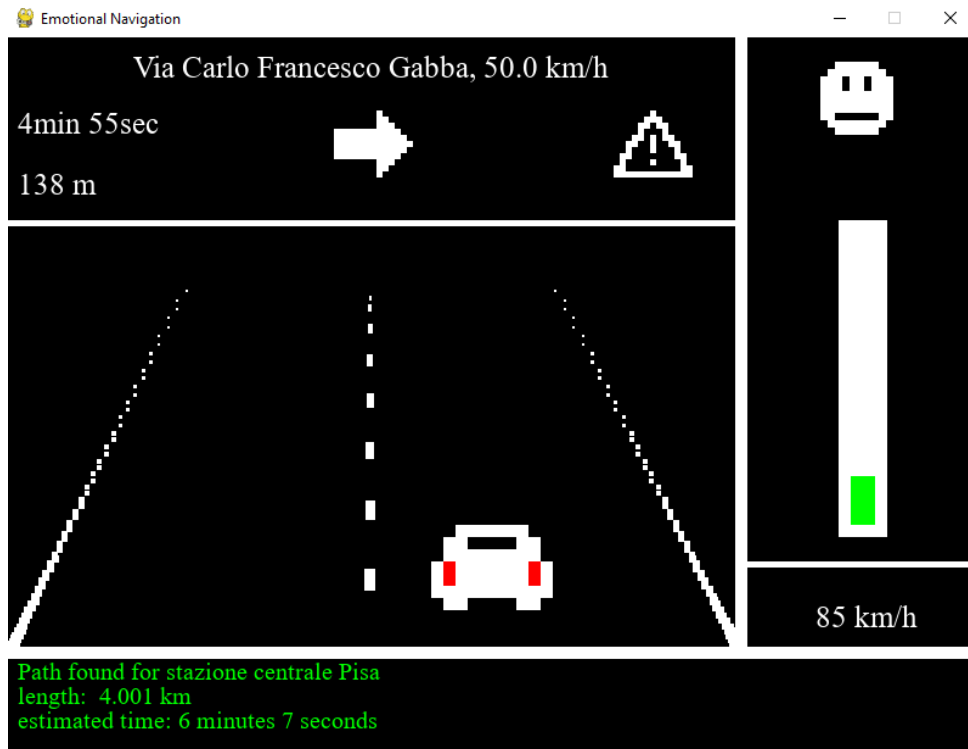 Emotional Navigation
Via Carlo Francesco Gabba, 50.0 km/h
4min 55sec
138 m
85 km/h
Path found for stazione centrale Pisa
length:  4.001 km
estimated time: 6 minutes 7 seconds